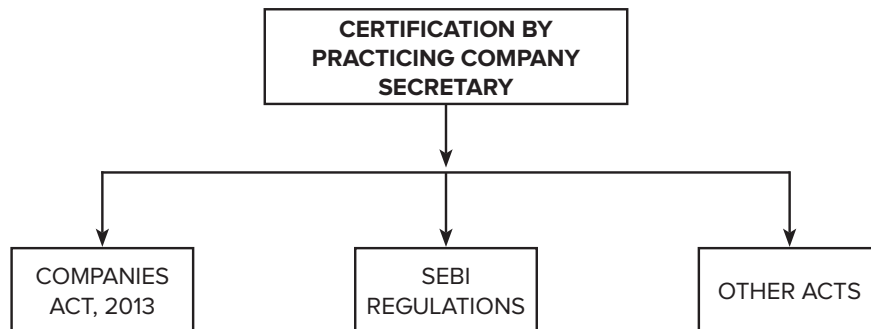 CERTIFICATION BY
PRACTICING COMPANY
SECRETARY
COMPANIES
ACT, 2013
SEBI
REGULATIONS
OTHER ACTS